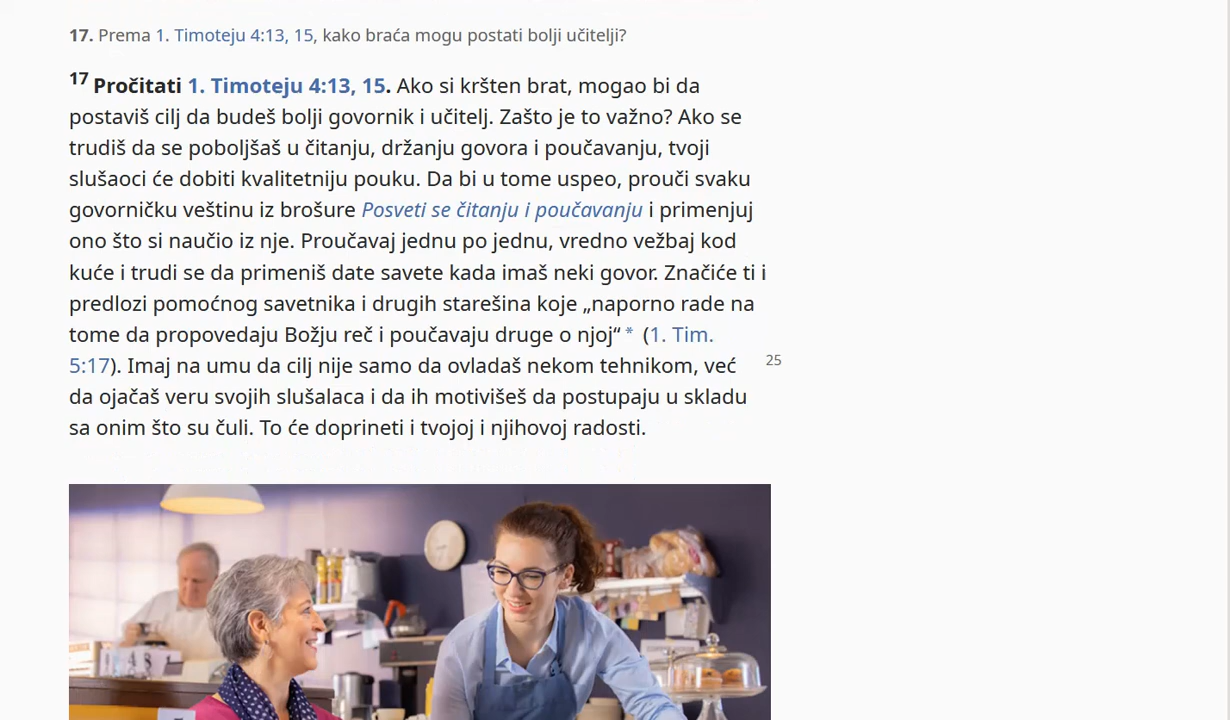 17. Prema 1. Timoteju 4:13, 15, kako braća mogu postati bolji učitelji?
17 Pročitati 1. Timoteju 4:13, 15. Ako si kršten brat, mogao bi da
postaviš cilj da budeš bolji govornik i učitelj. Zašto je to važno? Ako se
trudiš da se poboljšaš u čitanju, držanju govora i poučavanju, tvoji
slušaoci će dobiti kvalitetniju pouku. Da bi u tome uspeo, prouči svaku
govorničku veštinu iz brošure Posveti se čitanju i poučavanju i primenjuj
ono što si naučio iz nje. Proučavaj jednu po jednu, vredno vežbaj kod
kuće i trudi se da primeniš date savete kada imaš neki govor. Značiće ti i
predlozi pomoćnog savetnika i drugih starešina koje „naporno rade na
tome da propovedaju Božju reč i poučavaju druge o njoj“ * (1. Tim.
5:17). Imaj na umu da cilj nije samo da ovladaš nekom tehnikom, već
25
da ojačaš veru svojih slušalaca i da ih motivišeš da postupaju u skladu
sa onim što su čuli. To će doprineti i tvojoj i njihovoj radosti.